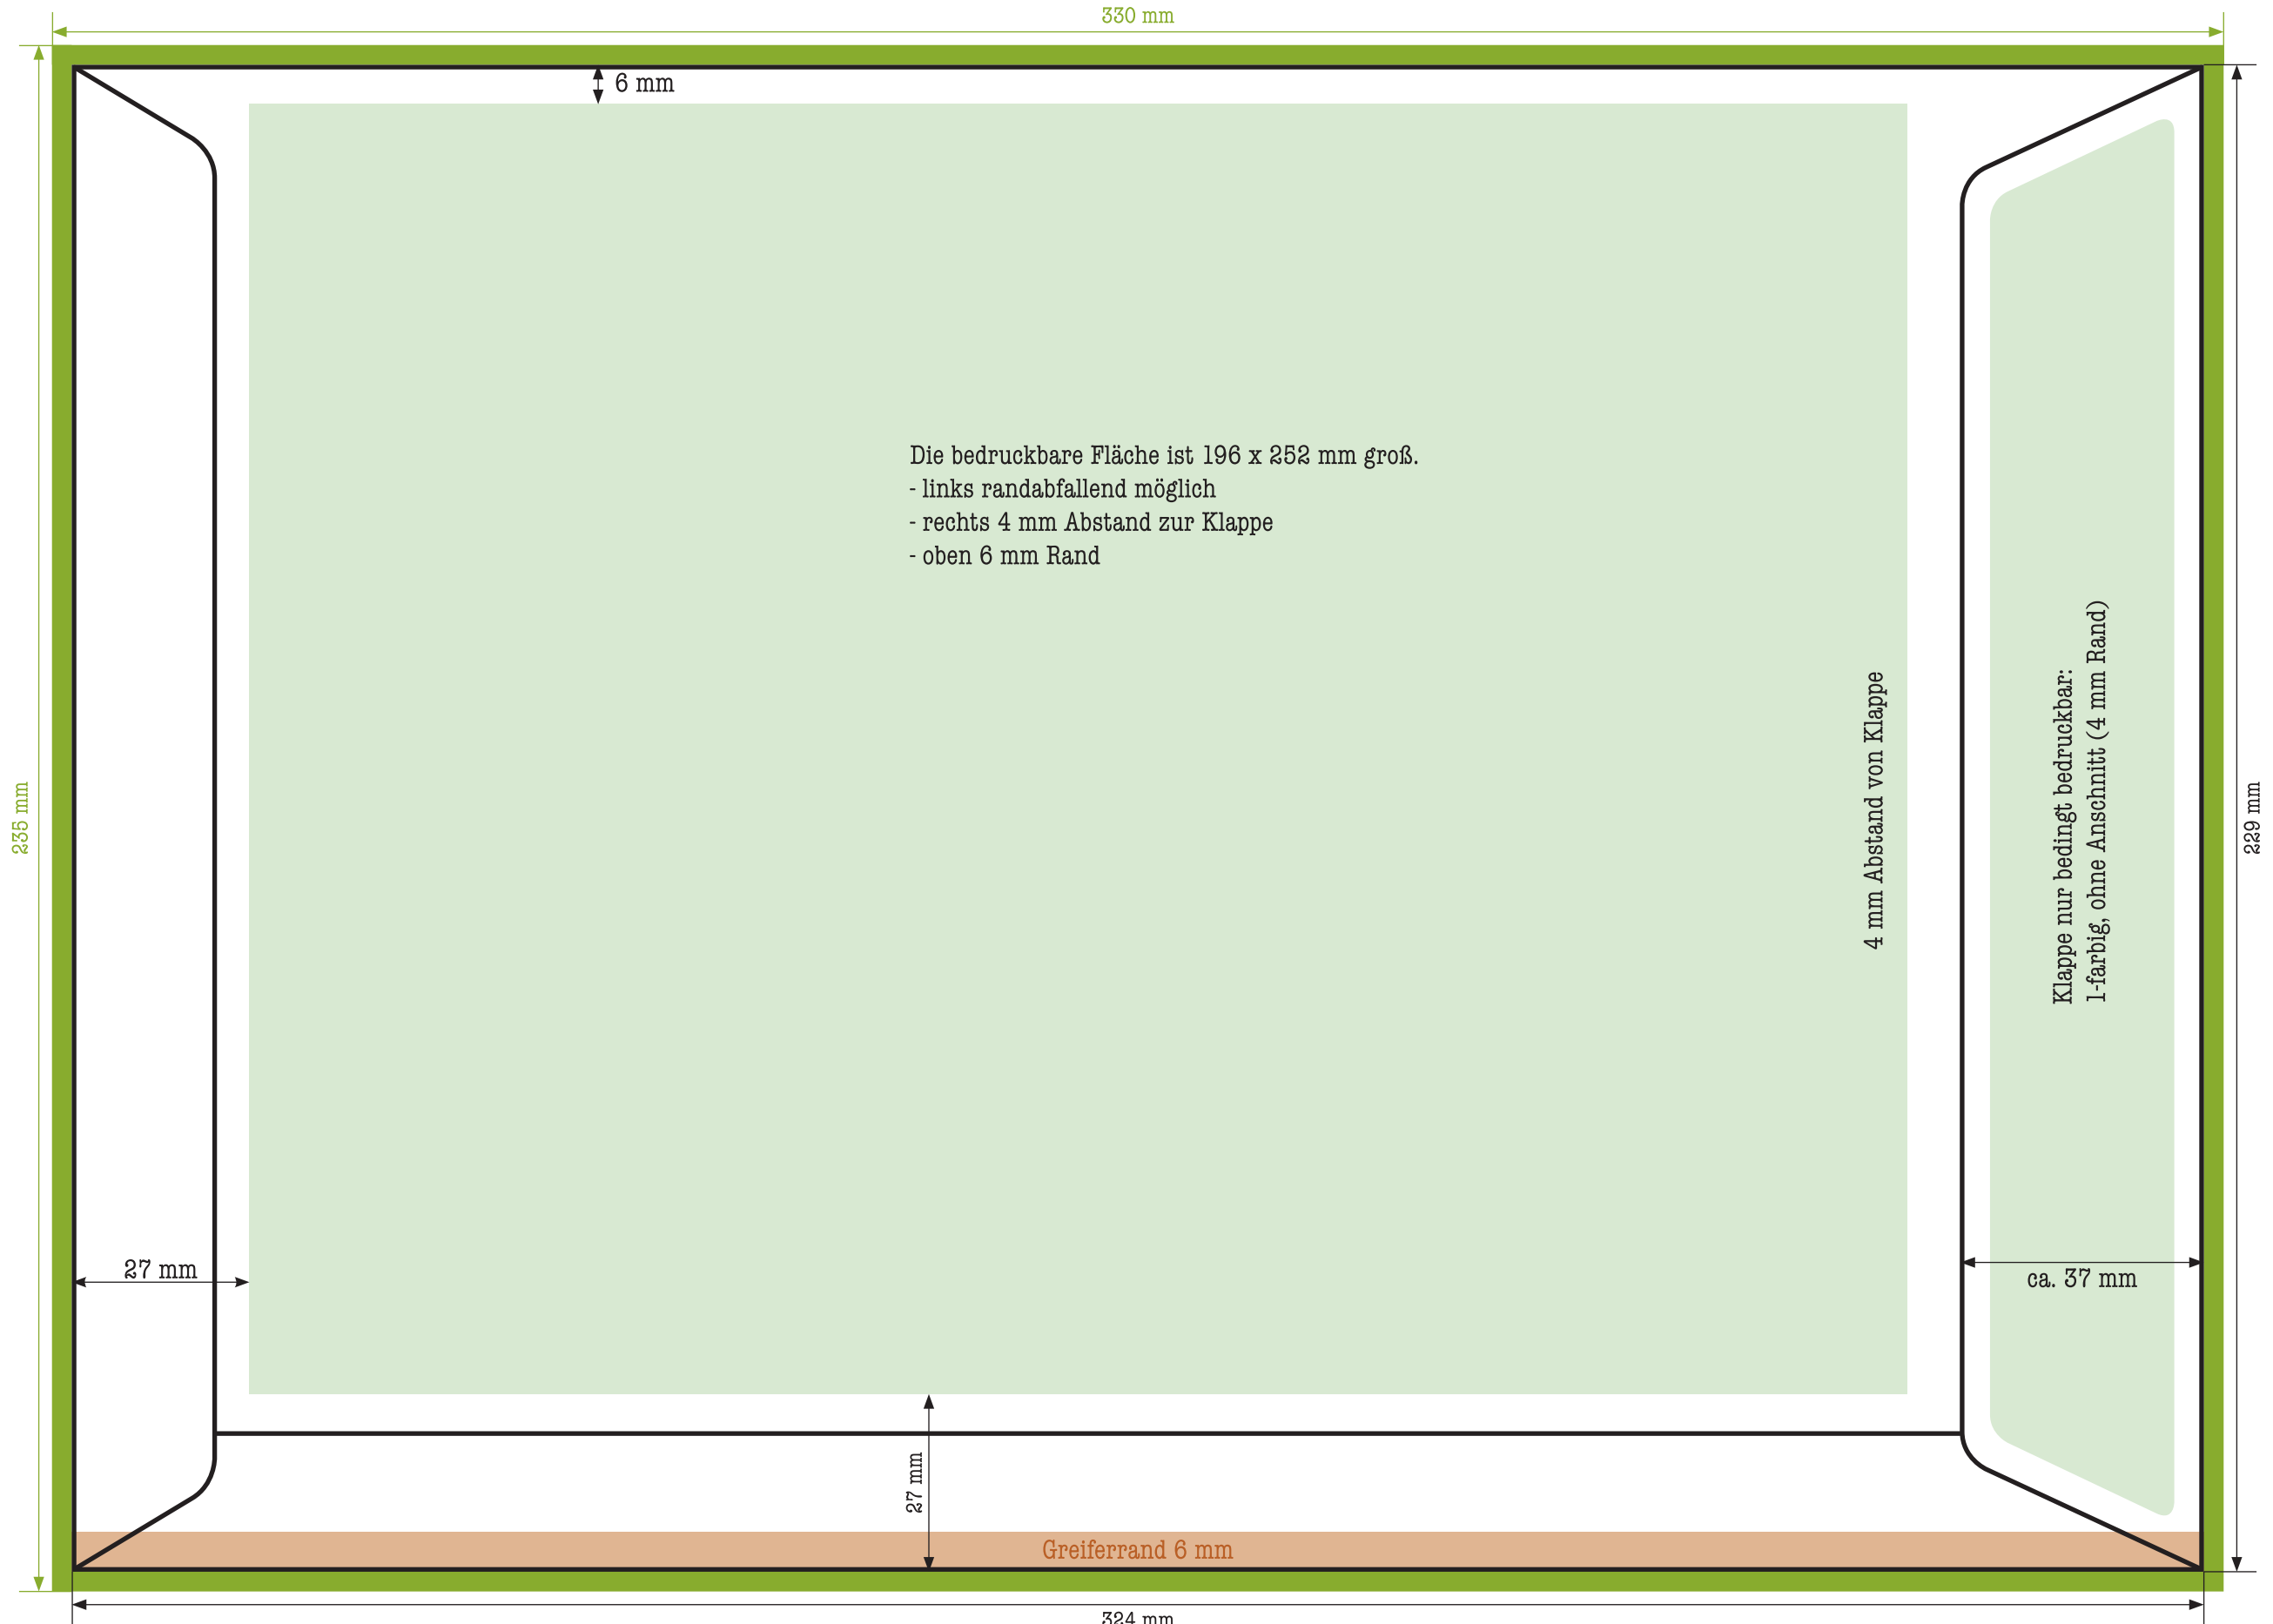 330 mm
6 mm
Die bedruckbare Fläche ist 196 x 252 mm groß.
- links randabfallend möglich
- rechts 4 mm Abstand zur Klappe
- oben 6 mm Rand
4 mm Abstand von Klappe
Klappe nur bedingt bedruckbar:
1-farbig, ohne Anschnitt (4 mm Rand)
235 mm
229 mm
27 mm
ca. 37 mm
27 mm
Greiferrand 6 mm
324 mm